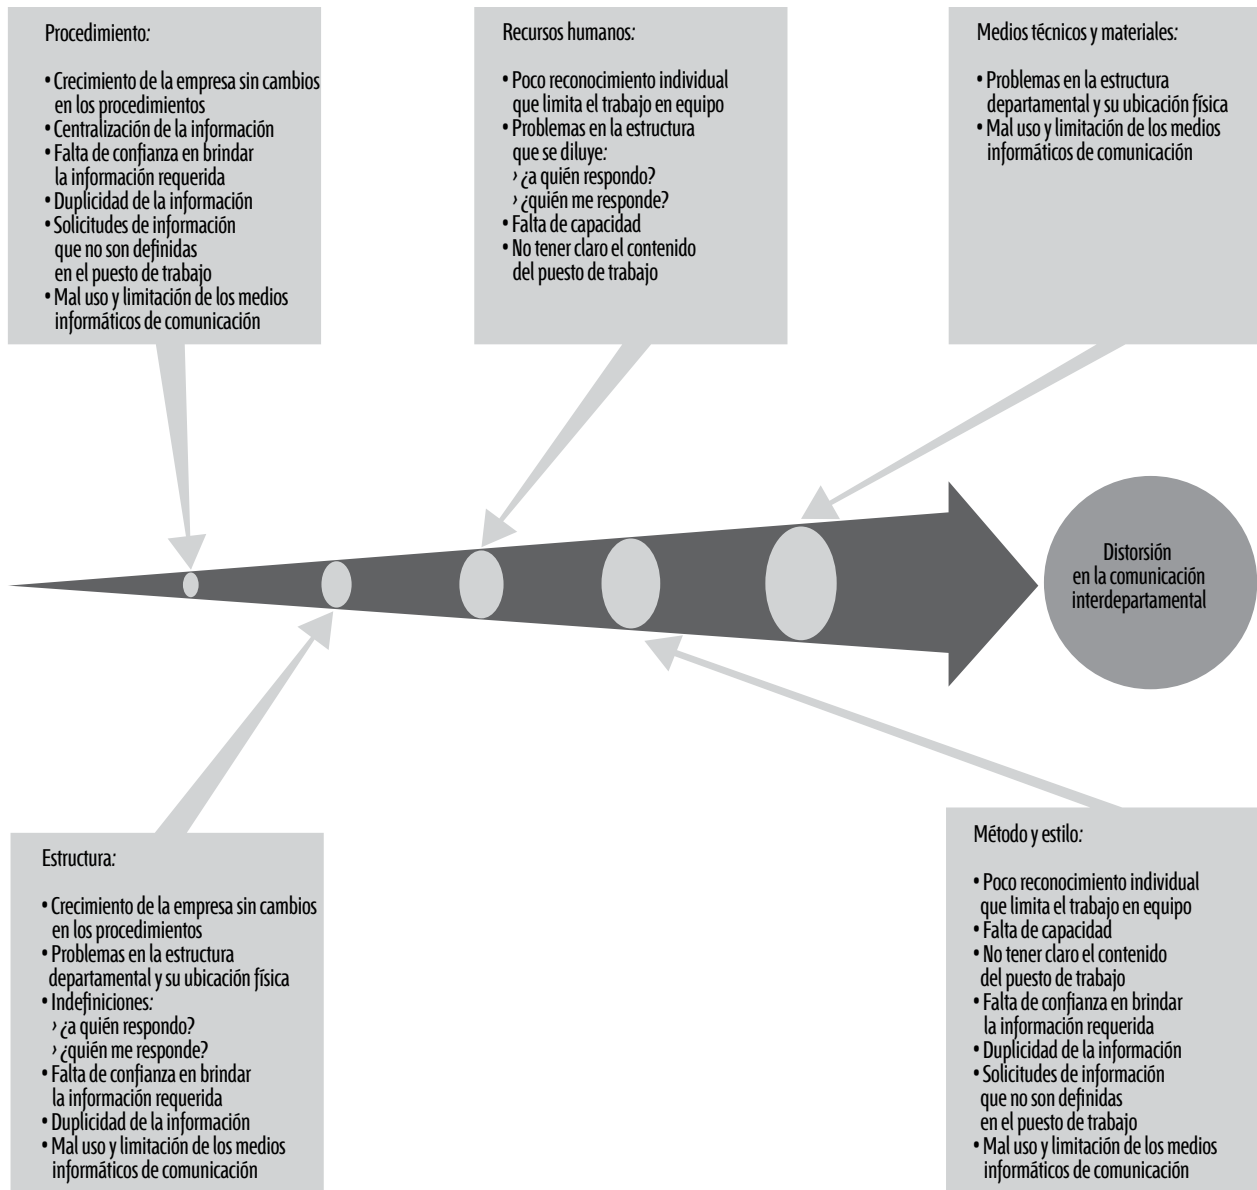 Procedimiento:
• Crecimiento de la empresa sin cambios
en los procedimientos
• Centralización de la información
• Falta de confianza en brindar
la información requerida
• Duplicidad de la información
• Solicitudes de información
que no son definidas
en el puesto de trabajo
• Mal uso y limitación de los medios
informáticos de comunicación
Recursos humanos:
• Poco reconocimiento individual
que limita el trabajo en equipo
• Problemas en la estructura
que se diluye:
› ¿a quién respondo?
› ¿quién me responde?
• Falta de capacidad
• No tener claro el contenido
del puesto de trabajo
Medios técnicos y materiales:
• Problemas en la estructura
departamental y su ubicación física
• Mal uso y limitación de los medios
informáticos de comunicación
Distorsión
en la comunicación
interdepartamental
Estructura:
• Crecimiento de la empresa sin cambios
en los procedimientos
• Problemas en la estructura
departamental y su ubicación física
• Indefiniciones:
› ¿a quién respondo?
› ¿quién me responde?
• Falta de confianza en brindar
la información requerida
• Duplicidad de la información
• Mal uso y limitación de los medios
informáticos de comunicación
Método y estilo:
• Poco reconocimiento individual
que limita el trabajo en equipo
• Falta de capacidad
• No tener claro el contenido
del puesto de trabajo
• Falta de confianza en brindar
la información requerida
• Duplicidad de la información
• Solicitudes de información
que no son definidas
en el puesto de trabajo
• Mal uso y limitación de los medios
informáticos de comunicación